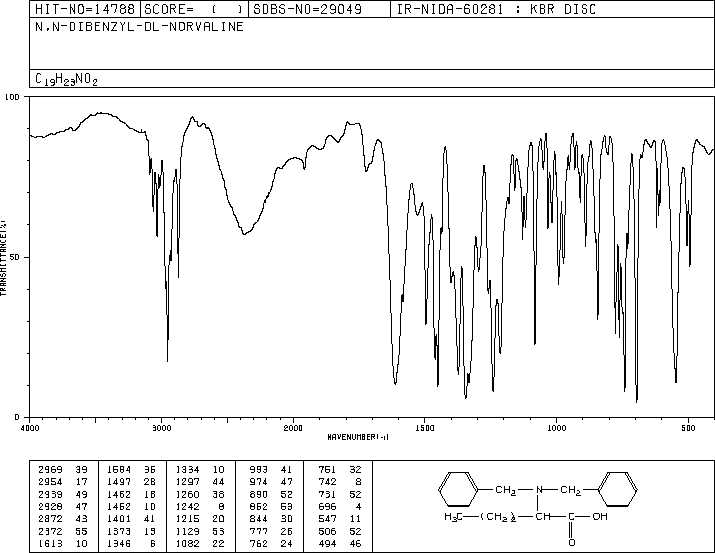 HIT-NO=14788 SCORE= ( ) SDBS-NO=29049 IR-NIDA-60281 : KBR DISC
N,N-DIBENZYL-DL-NORVALINE
C19H23NO2
100
TRANSMITTANCE(%)
50
0
4000 3000 2000 1500 1000 500
WAVENUMBER(-1)
2969 39 1584 36 1334 10 993 41 751 32
2954 17 1497 28 1297 44 974 47 742 8
2939 49 1462 18 1260 38 890 52 731 52
2928 47 1452 10 1242 8 862 53 696 4
2872 43 1401 41 1215 20 844 30 547 11
2372 55 1373 13 1129 53 777 26 506 52
1613 10 1346 6 1082 22 762 24 494 46
CH2 N CH2
H3C (CH2)2 CH C OH
O